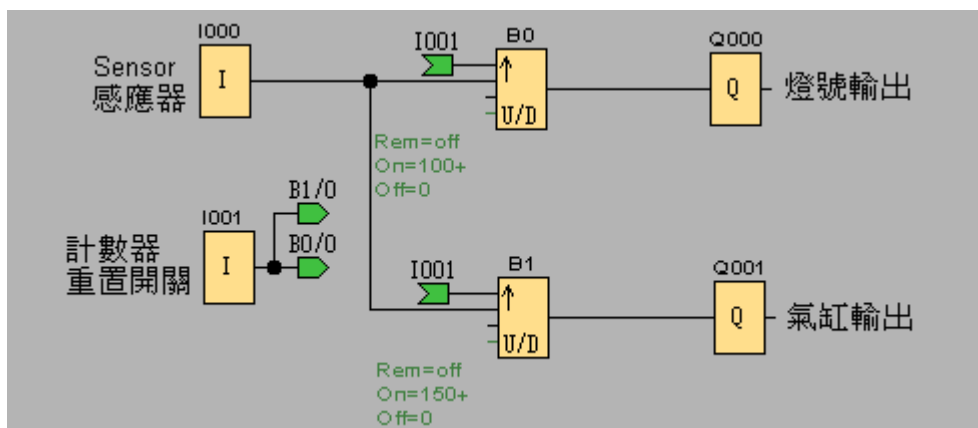 I000
Sensor
感應器
I
I001
B0
U/D
Rem=off
On=100+
Off=0
Q000
Q
燈號輸出
I001
計數器
重置開關
I
B1/0
B0/0
I001
B1
U/D
Rem=off
On=150+
Off=0
Q001
Q
氣缸輸出